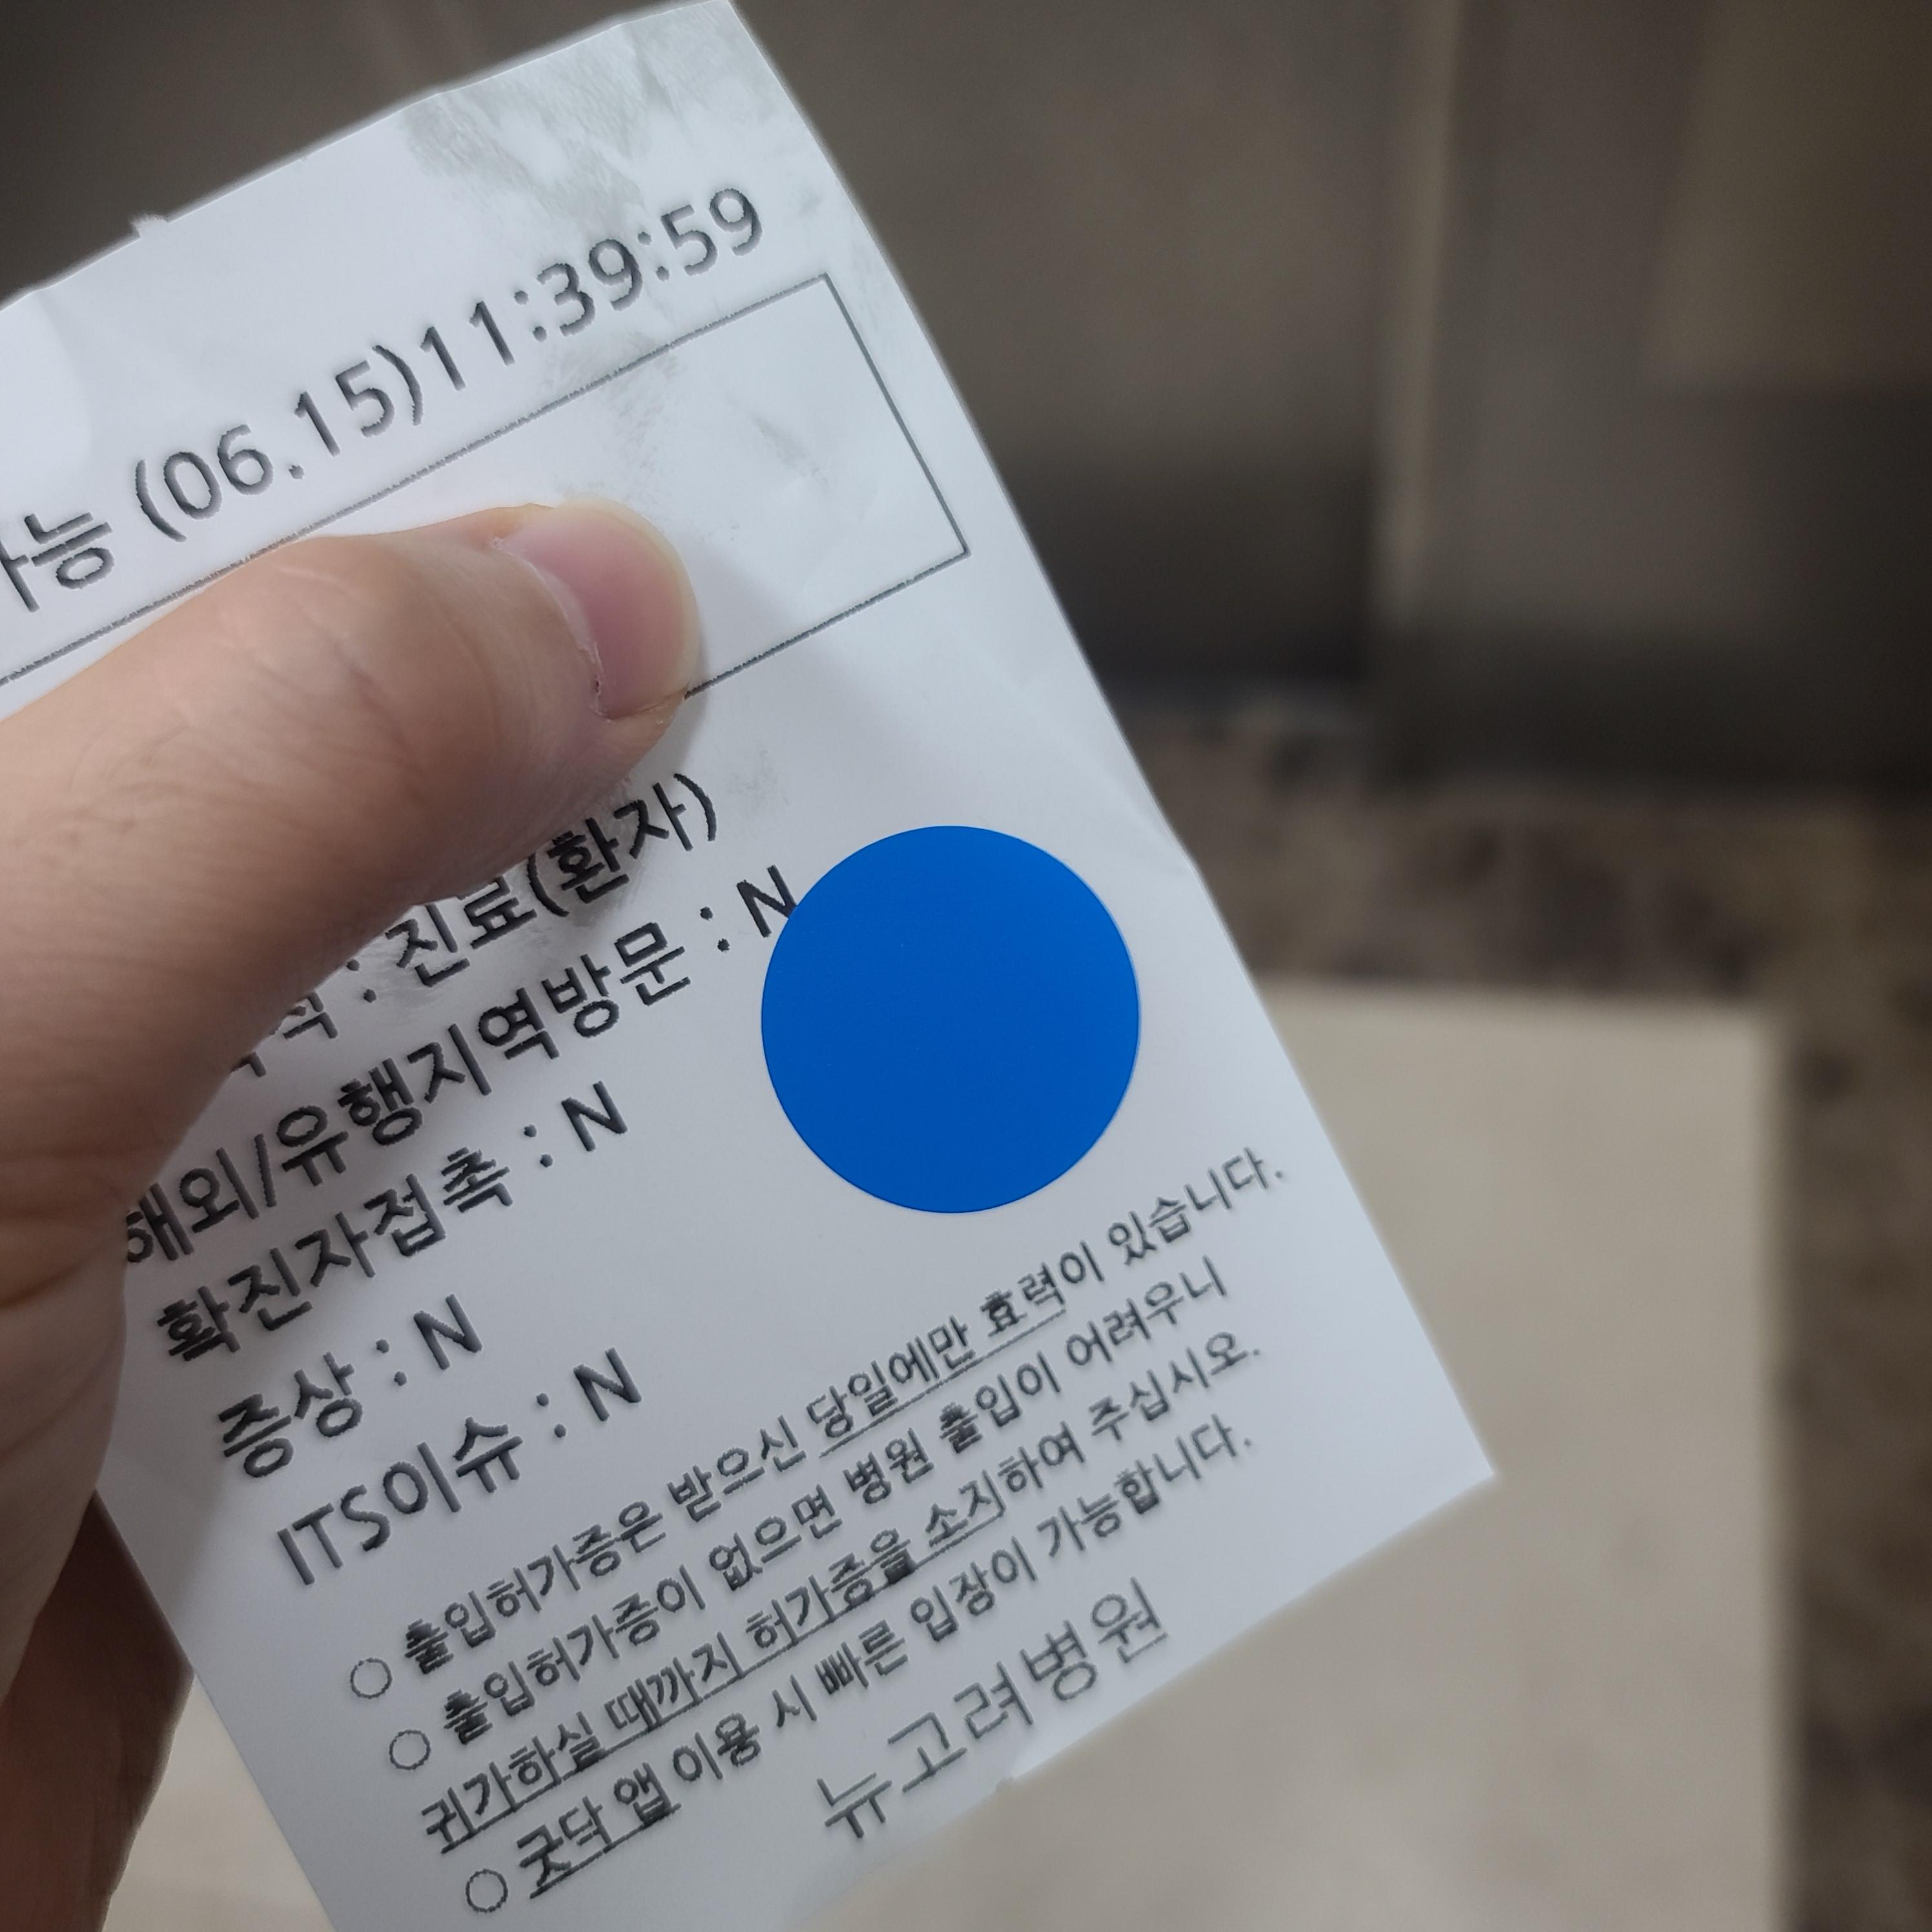 가능 (06.15)11:39:59
: 진료(환자)
해외/유행지역방문 : N
확진자접촉 : N
증상 : N
ITS이슈 : N
○ 출입허가증은 받으신 당일에만 효력이 있습니다.
○ 출입허가증이 없으면 병원 출입이 어려우니
귀가하실 때까지 허가증을 소지하여 주십시오.
○ 굿닥 앱 이용 시 빠른 입장이 가능합니다.
뉴고려병원